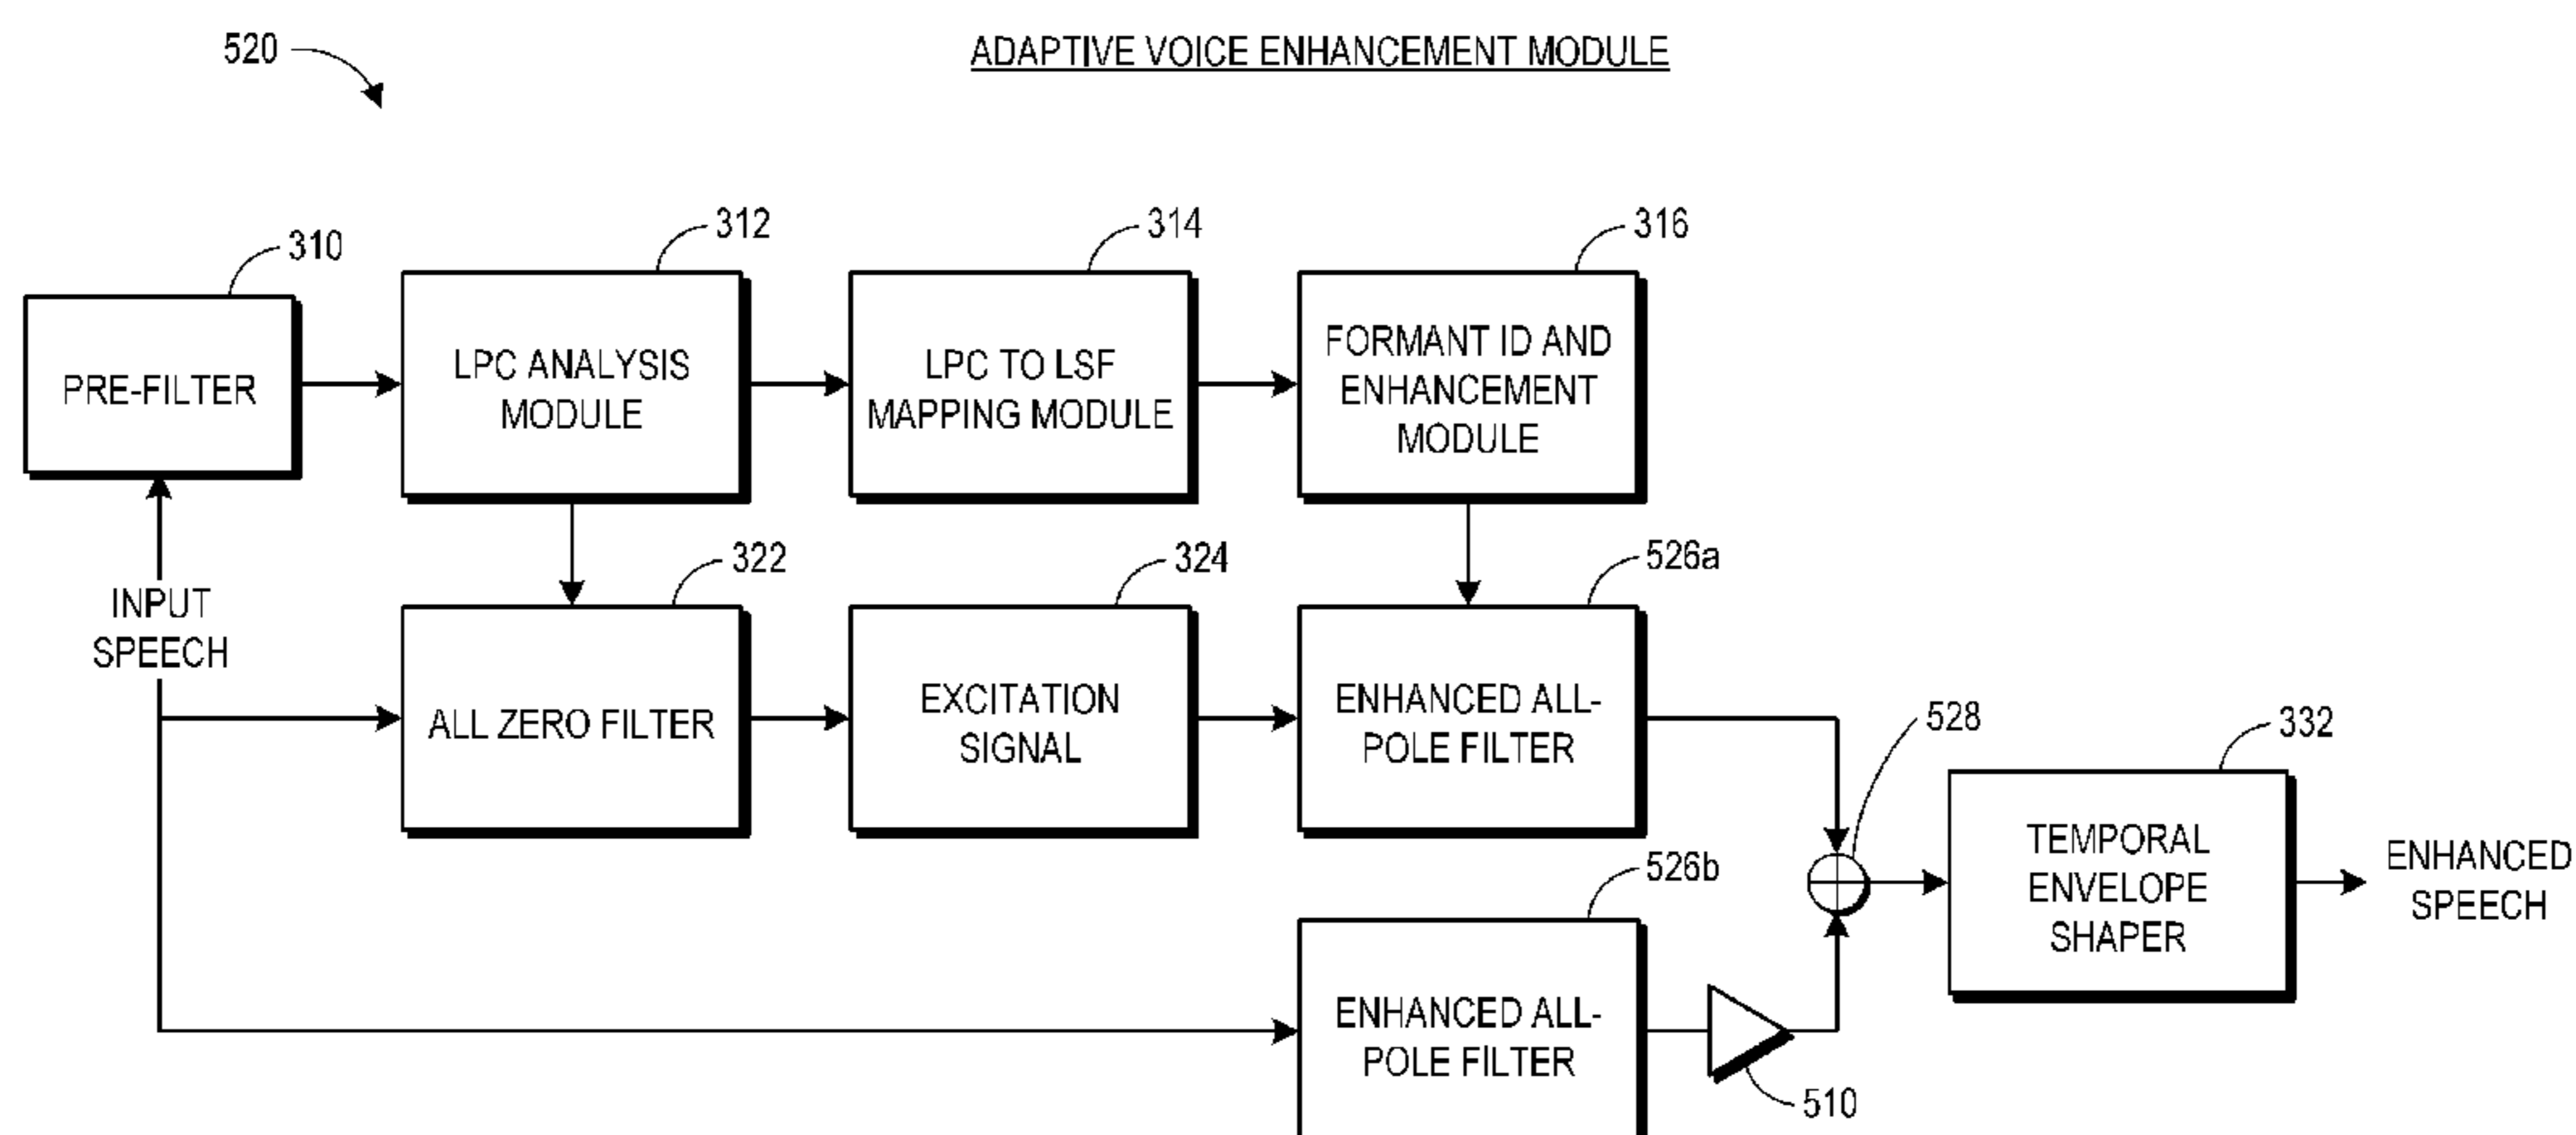 520
ADAPTIVE VOICE ENHANCEMENT MODULE
310
312
314
316
PRE-FILTER
LPC ANALYSIS
MODULE
LPC TO LSF
MAPPING MODULE
FORMANT ID AND
ENHANCEMENT
MODULE
INPUT
SPEECH
322
324
526a
ALL ZERO FILTER
EXCITATION
SIGNAL
ENHANCED ALL-
POLE FILTER
528
332
TEMPORAL
ENVELOPE
SHAPER
ENHANCED
SPEECH
526b
ENHANCED ALL-
POLE FILTER
510